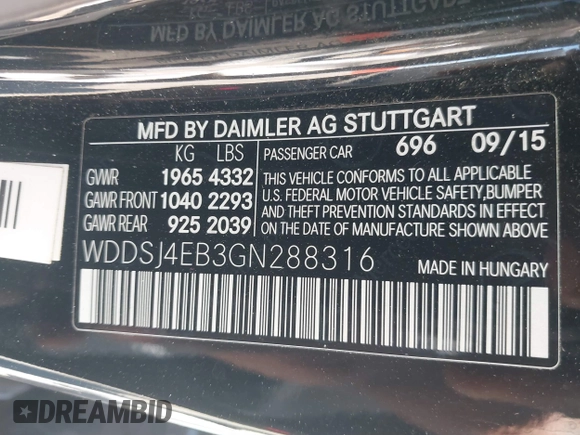 MFD BY DAIMLER AG STUTTGART
KG LBS
PASSENGER CAR 696 09/15
GVWR 1965 4332
GAWR FRONT 1040 2293
GAWR REAR 925 2039
THIS VEHICLE CONFORMS TO ALL APPLICABLE
U.S. FEDERAL MOTOR VEHICLE SAFETY,BUMPER
AND THEFT PREVENTION STANDARDS IN EFFECT
ON THE DATE OF MANUFACTURE SHOWN ABOVE
WDDSJ4EB3GN288316
MADE IN HUNGARY
DREAMBID